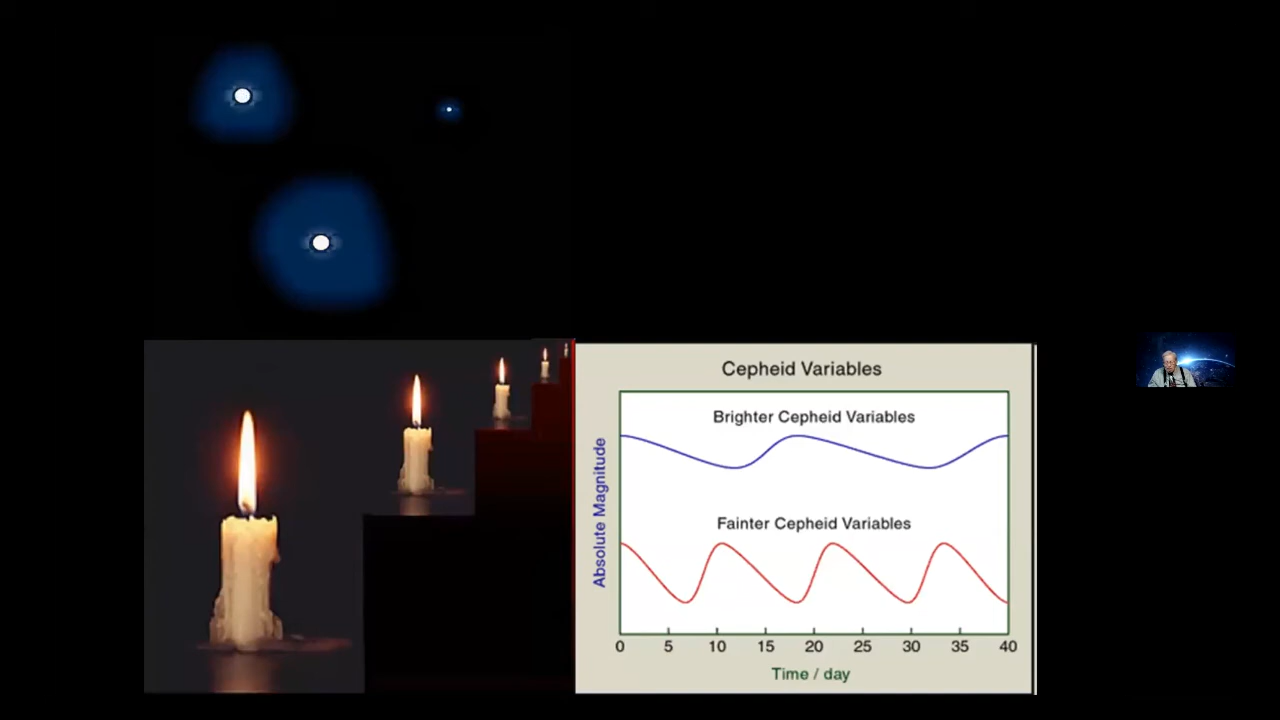 Cepheid Variables
Brighter Cepheid Variables
Fainter Cepheid Variables
Absolute Magnitude
0 5 10 15 20 25 30 35 40
Time / day